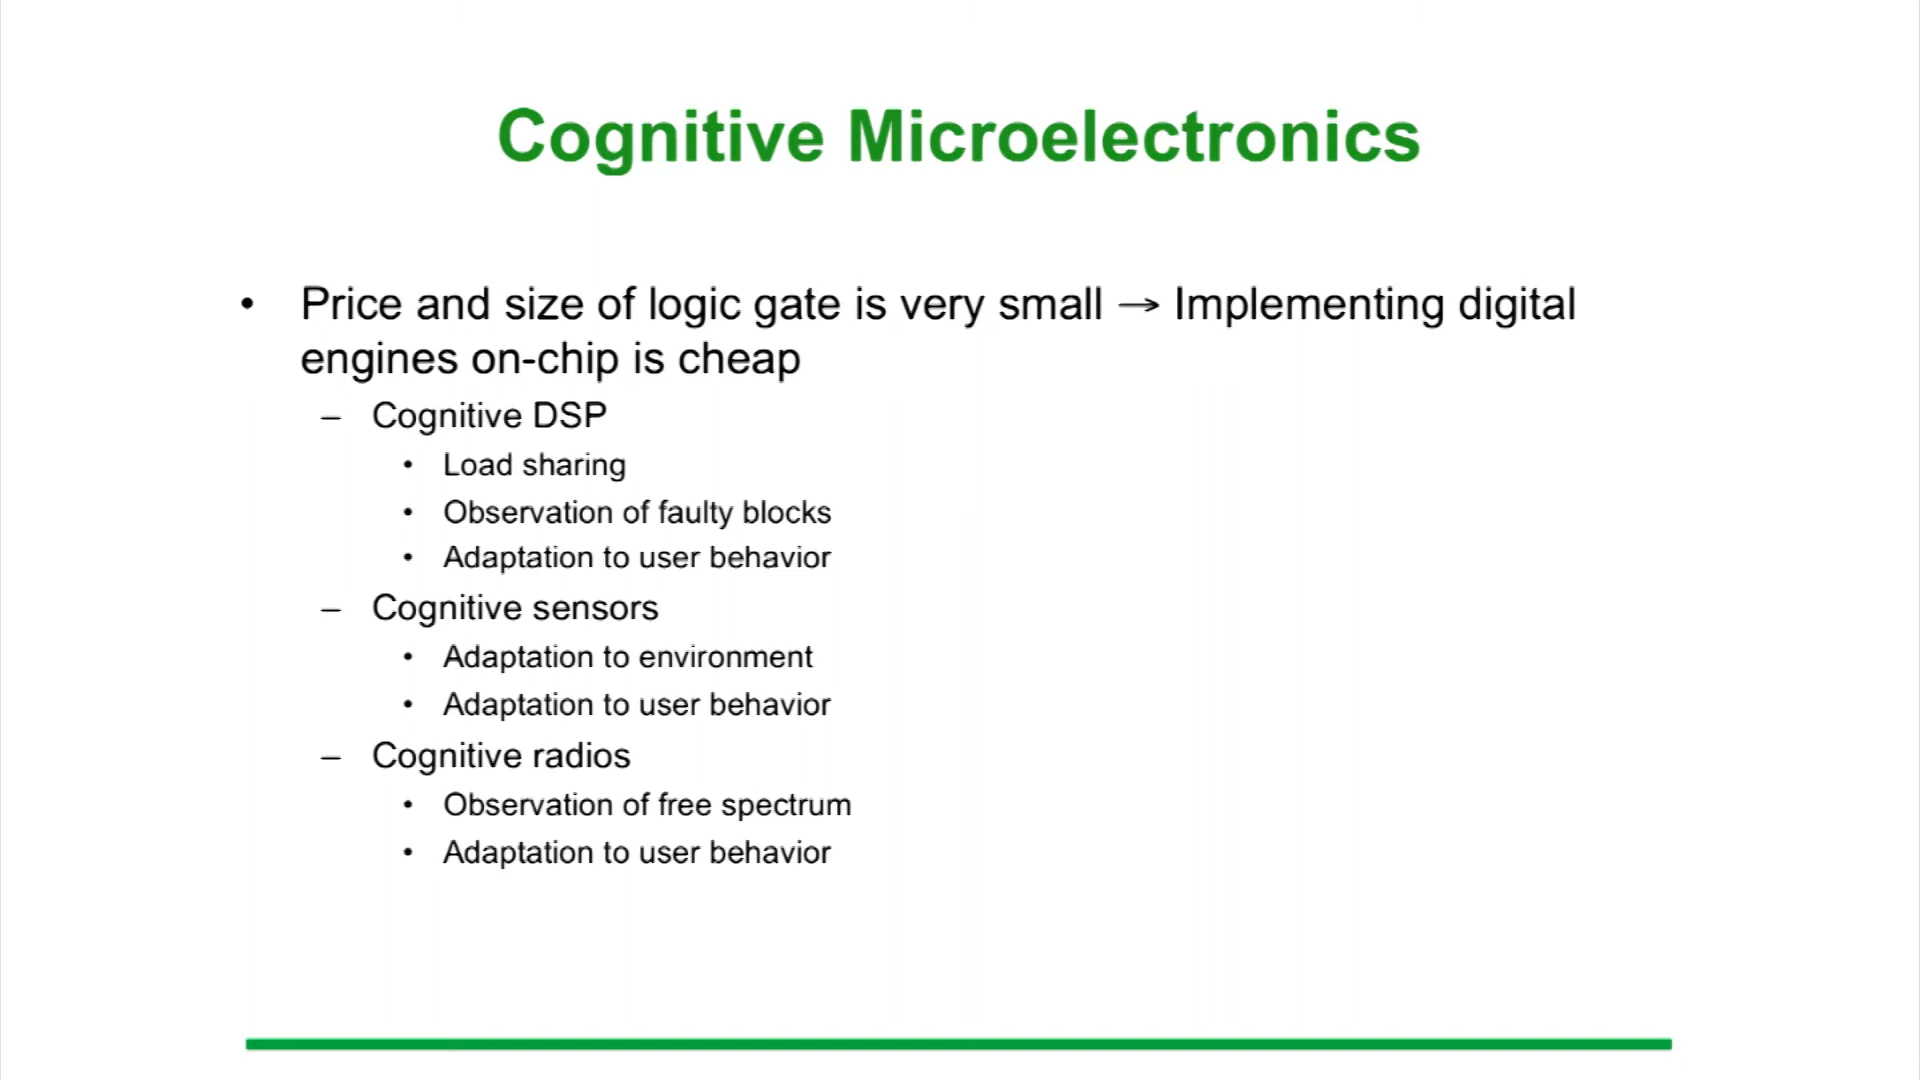 Cognitive Microelectronics
• Price and size of logic gate is very small → Implementing digital
engines on-chip is cheap
– Cognitive DSP
• Load sharing
• Observation of faulty blocks
• Adaptation to user behavior
– Cognitive sensors
• Adaptation to environment
• Adaptation to user behavior
– Cognitive radios
• Observation of free spectrum
• Adaptation to user behavior